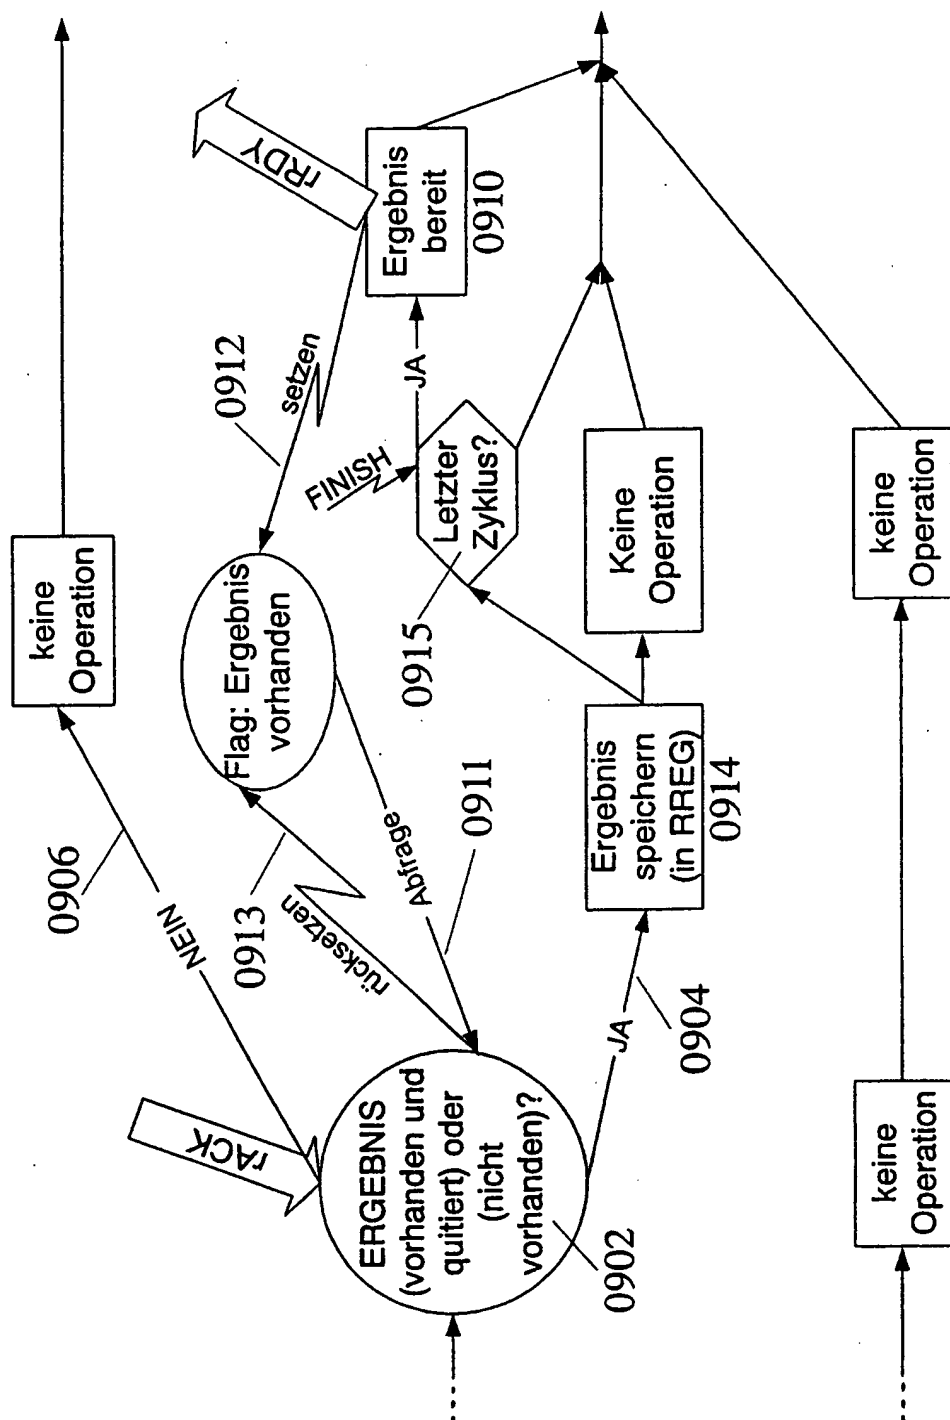 keine
Operation
0906
NEIN
rACK
ERGEBNIS
(vorhanden und
quitiert) oder
(nicht
vorhanden)?
0902
Flag: Ergebnis
vorhanden
0913
rücksetzen
Abfrage
0911
0912
setzen
rRDY
Ergebnis
bereit
0910
JA
FINISH
Letzter
Zyklus?
0915
JA
0904
Ergebnis
speichern
(in RREG)
0914
Keine
Operation
keine
Operation
keine
Operation